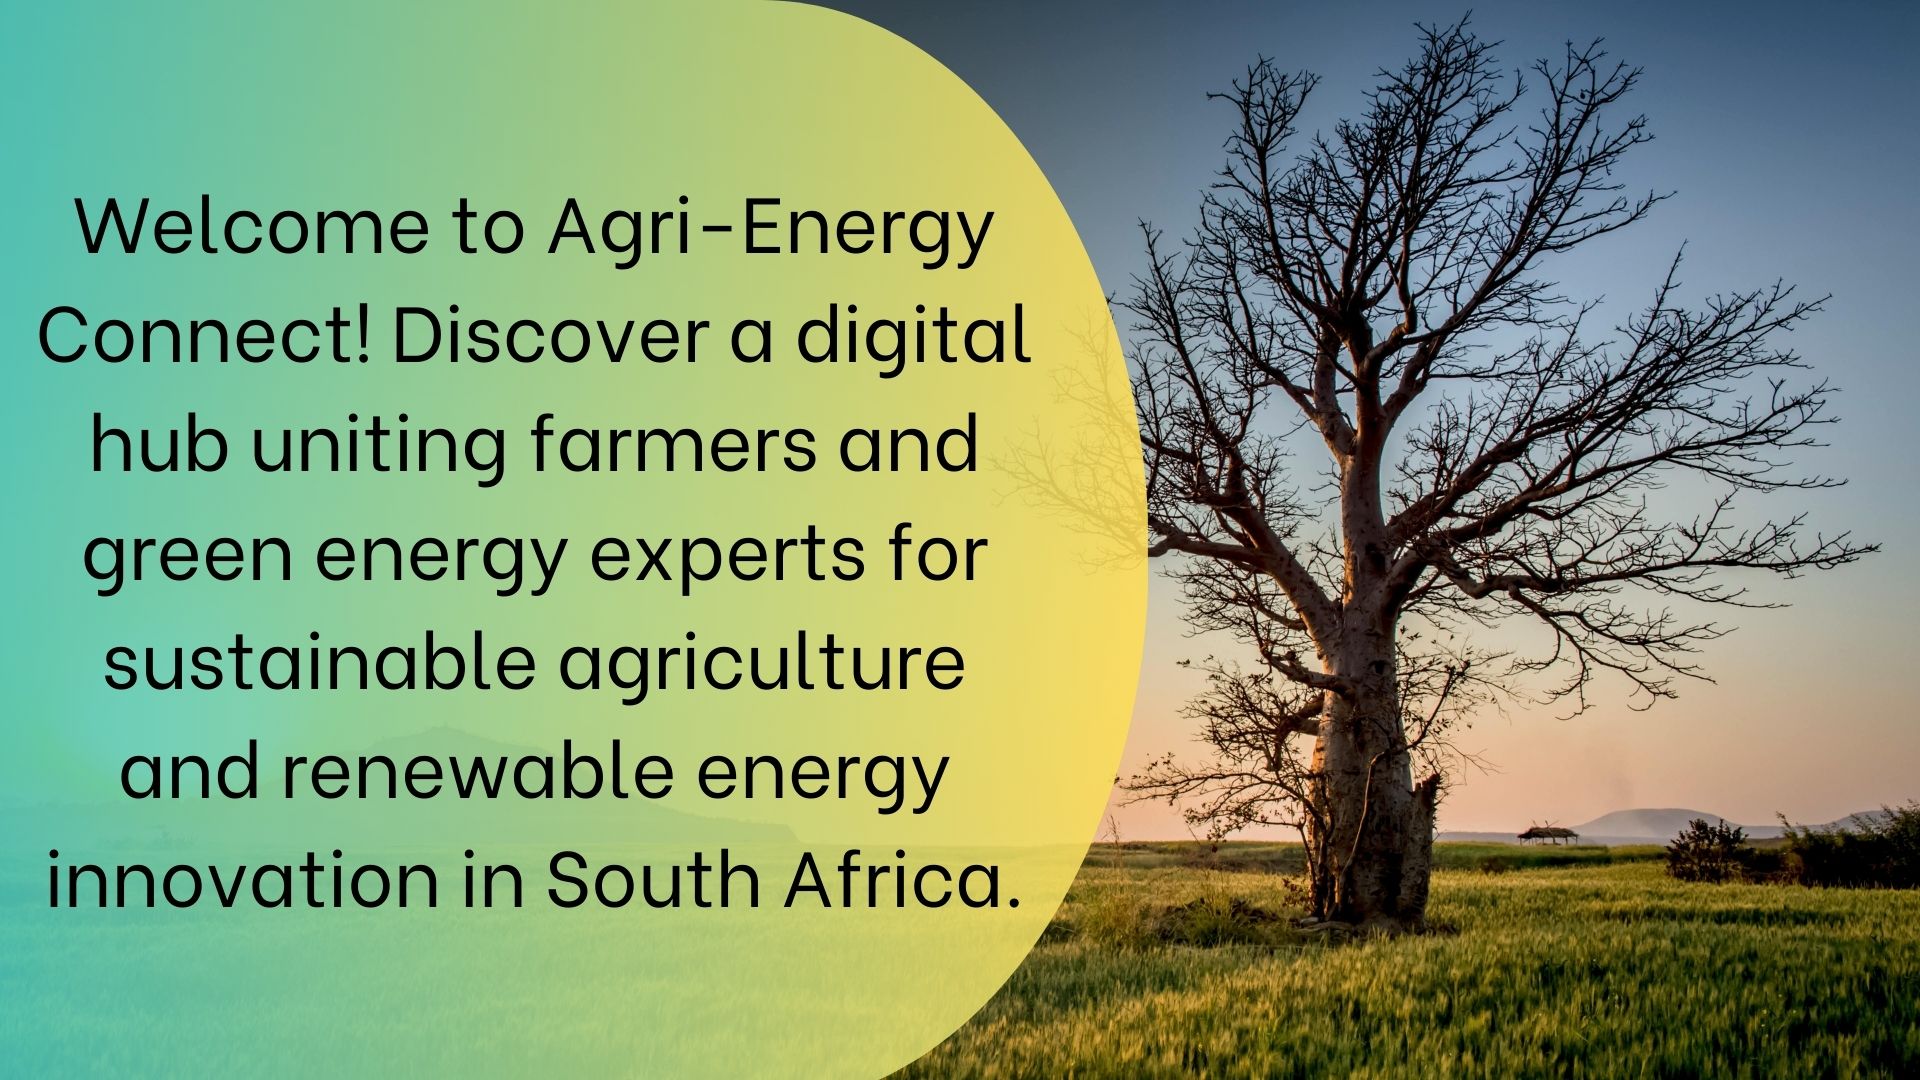 Welcome to Agri-Energy
Connect! Discover a digital
hub uniting farmers and
green energy experts for
sustainable agriculture
and renewable energy
innovation in South Africa.